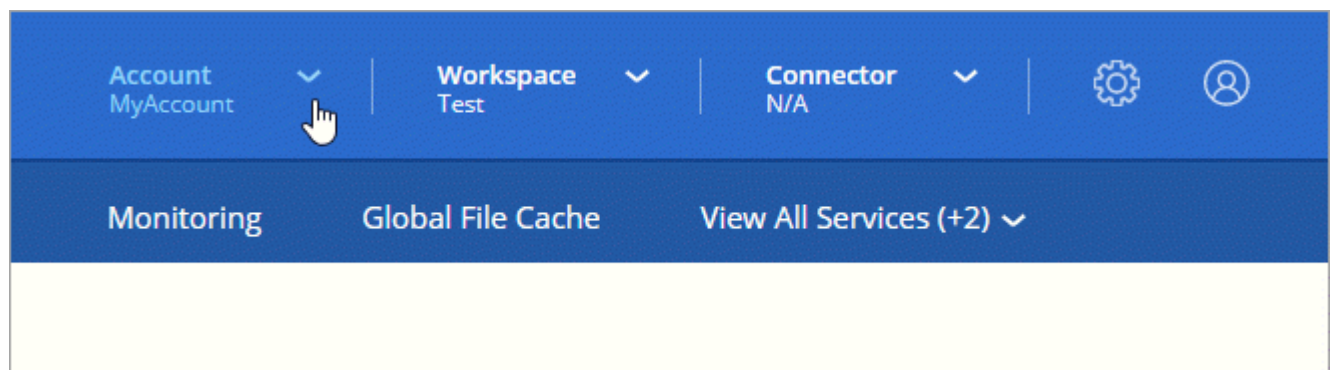 Account
MyAccount
Workspace
Test
Connector
N/A
Monitoring
Global File Cache
View All Services (+2)